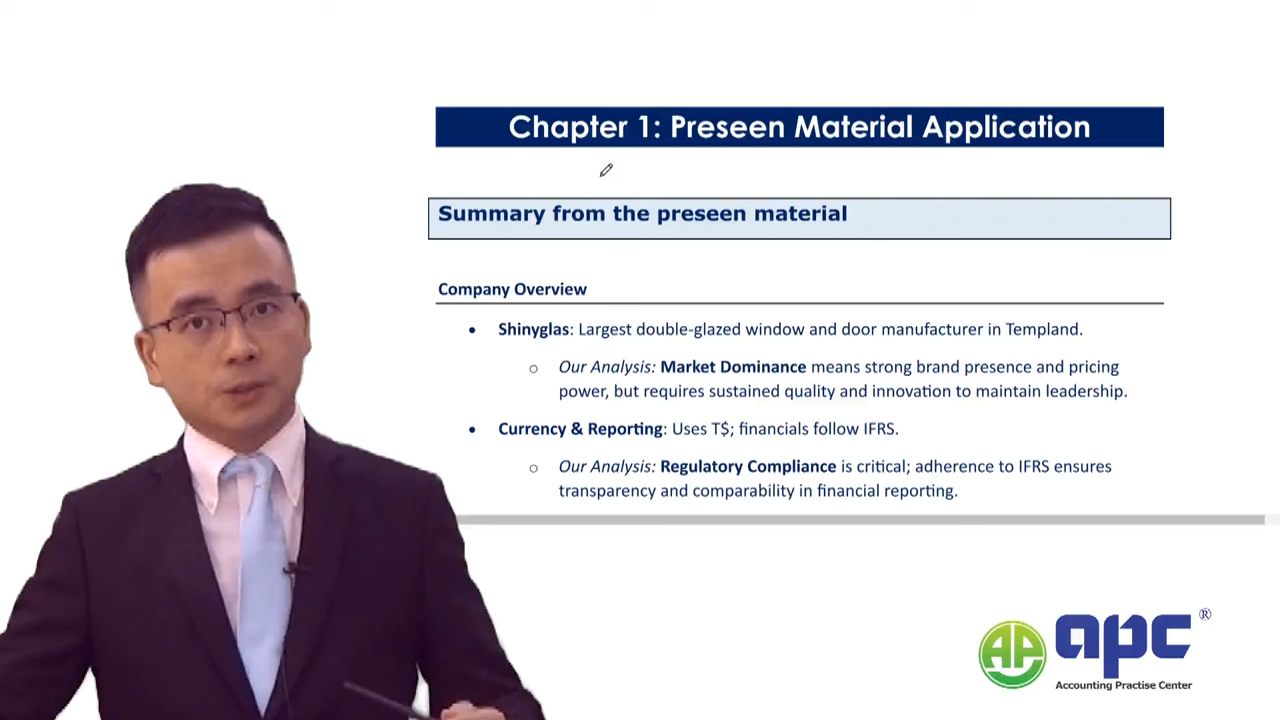 Chapter 1: Preseen Material Application
Summary from the preseen material
Company Overview
• Shinyglas: Largest double-glazed window and door manufacturer in Templand.
o Our Analysis: Market Dominance means strong brand presence and pricing
power, but requires sustained quality and innovation to maintain leadership.
• Currency & Reporting: Uses T$; financials follow IFRS.
o Our Analysis: Regulatory Compliance is critical; adherence to IFRS ensures
transparency and comparability in financial reporting.
AP
apc®
Accounting Practise Center